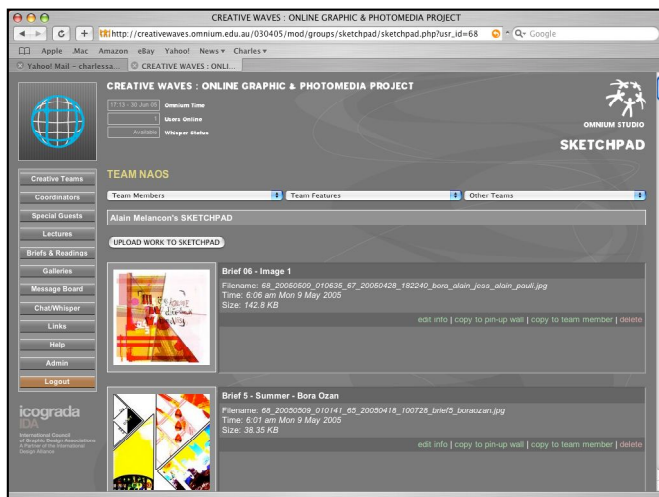 CREATIVE WAVES : ONLINE GRAPHIC & PHOTOMEDIA PROJECT
http://creativewaves.omnium.edu.au/030405/mod/groups/sketchpad/sketchpad.php?usr_id=68
Google
Apple .Mac Amazon eBay Yahoo! News Charles
Yahoo! Mail – charlessa... CREATIVE WAVES : ONLI...
CREATIVE WAVES : ONLINE GRAPHIC & PHOTOMEDIA PROJECT
17:13 - 30 Jun 05 Omnium Time
1 Users Online
Available Whisper Status
OMNIUM STUDIO
SKETCHPAD
TEAM NAOS
Team Members Team Features Other Teams
Alain Melancon's SKETCHPAD
UPLOAD WORK TO SKETCHPAD
Creative Teams
Coordinators
Special Guests
Lectures
Briefs & Readings
Galleries
Message Board
Chat/Whisper
Links
Help
Admin
Logout
icograda
IDA
International Council
of Graphic Design Associations
A Partner of the International
Design Alliance
Brief 06 - Image 1
Filename: 68_20050509_010636_67_20050428_182240_bora_alain_jose_alain_pauli.jpg
Time: 6:06 am Mon 9 May 2005
Size: 142.8 KB
edit info | copy to pin-up wall | copy to team member | delete
Brief 5 - Summer - Bora Ozan
Filename: 68_20050509_010141_65_20050418_100728_brief5_boraozan.jpg
Time: 6:01 am Mon 9 May 2005
Size: 38.35 KB
edit info | copy to pin-up wall | copy to team member | delete